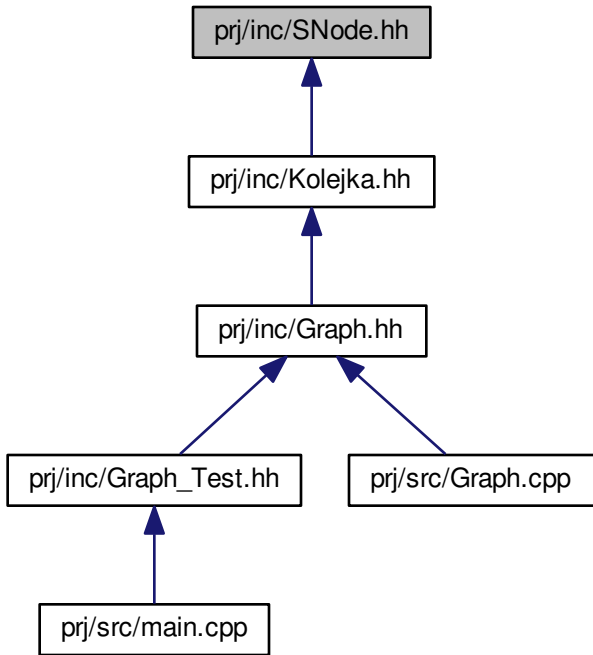 prj/inc/SNode.hh
prj/inc/Kolejka.hh
prj/inc/Graph.hh
prj/inc/Graph_Test.hh
prj/src/Graph.cpp
prj/src/main.cpp